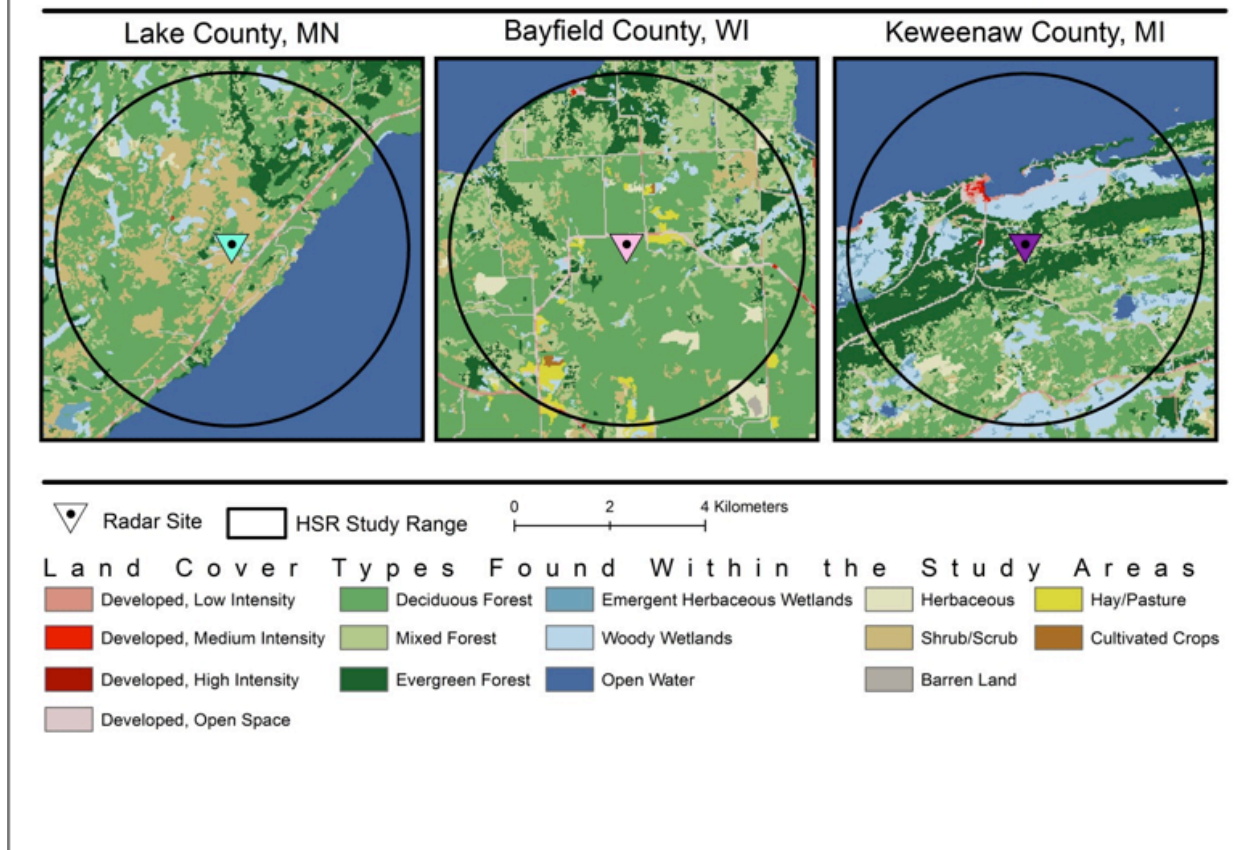 Lake County, MN
Bayfield County, WI
Keweenaw County, MI
Radar Site
HSR Study Range
0 2 4 Kilometers
Land Cover Types Found Within the Study Areas
Developed, Low Intensity
Deciduous Forest
Emergent Herbaceous Wetlands
Herbaceous
Hay/Pasture
Developed, Medium Intensity
Mixed Forest
Woody Wetlands
Shrub/Scrub
Cultivated Crops
Developed, High Intensity
Evergreen Forest
Open Water
Barren Land
Developed, Open Space